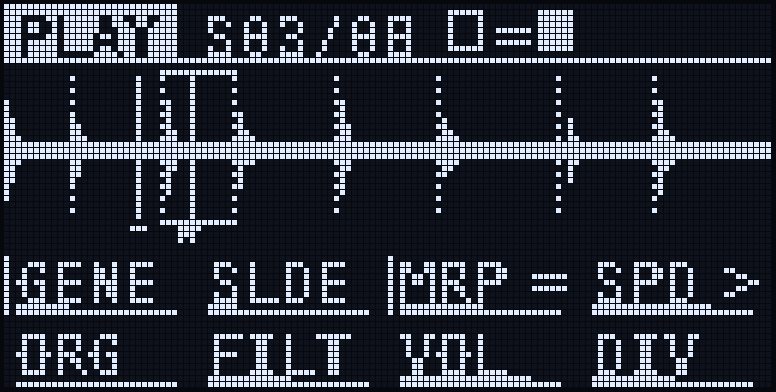 PLAY S03/08 □=■
GENE SLDE MRP = SPD >
ORG FILT VOL DIV